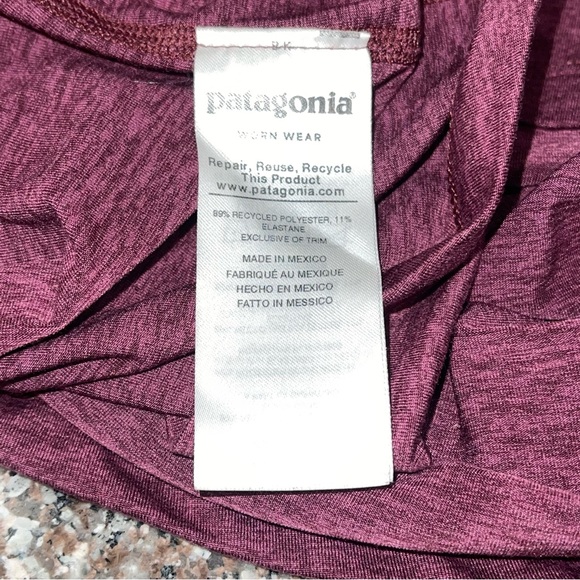 patagonia®
WORN WEAR
Repair, Reuse, Recycle
This Product
www.patagonia.com
89% RECYCLED POLYESTER, 11%
ELASTANE
EXCLUSIVE OF TRIM
MADE IN MEXICO
FABRIQUÉ AU MEXIQUE
HECHO EN MEXICO
FATTO IN MESSICO